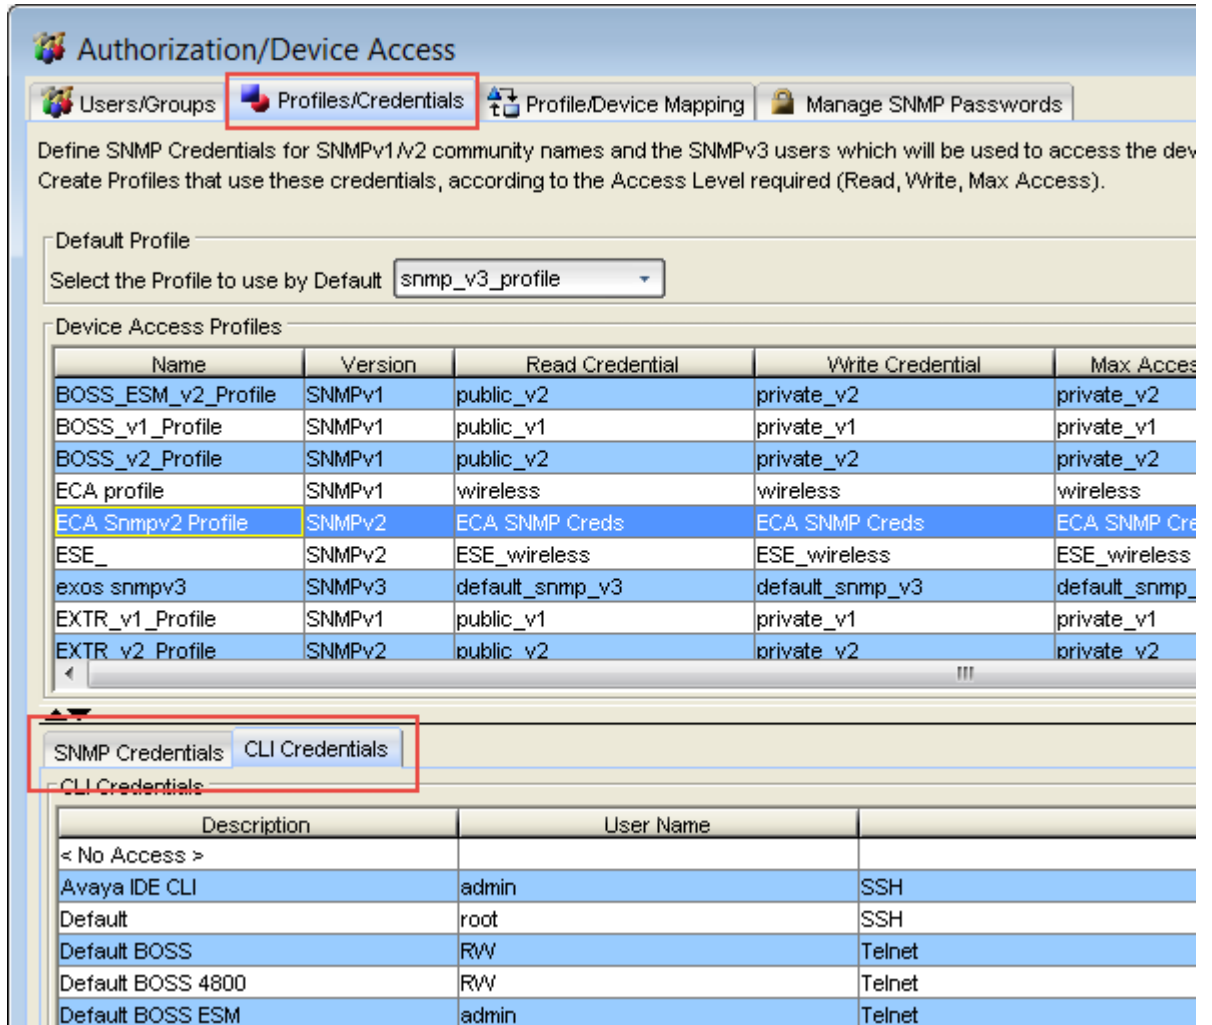 Authorization/Device Access
Users/Groups Profiles/Credentials Profile/Device Mapping Manage SNMP Passwords
Define SNMP Credentials for SNMPv1/v2 community names and the SNMPv3 users which will be used to access the dev
Create Profiles that use these credentials, according to the Access Level required (Read, Write, Max Access).
Default Profile
Select the Profile to use by Default snmp_v3_profile
Device Access Profiles
Name Version Read Credential Write Credential Max Acces
BOSS_ESM_v2_Profile SNMPv1 public_v2 private_v2 private_v2
BOSS_v1_Profile SNMPv1 public_v1 private_v1 private_v1
BOSS_v2_Profile SNMPv1 public_v2 private_v2 private_v2
ECA profile SNMPv1 wireless wireless wireless
ECA Snmpv2 Profile SNMPv2 ECA SNMP Creds ECA SNMP Creds ECA SNMP Cre
ESE_ SNMPv2 ESE_wireless ESE_wireless ESE_wireless
exos snmpv3 SNMPv3 default_snmp_v3 default_snmp_v3 default_snmp_
EXTR_v1_Profile SNMPv1 public_v1 private_v1 private_v1
EXTR_v2_Profile SNMPv2 public_v2 private_v2 private_v2
SNMP Credentials CLI Credentials
CLI Credentials
Description User Name
< No Access >
Avaya IDE CLI admin SSH
Default root SSH
Default BOSS RW Telnet
Default BOSS 4800 RW Telnet
Default BOSS ESM admin Telnet